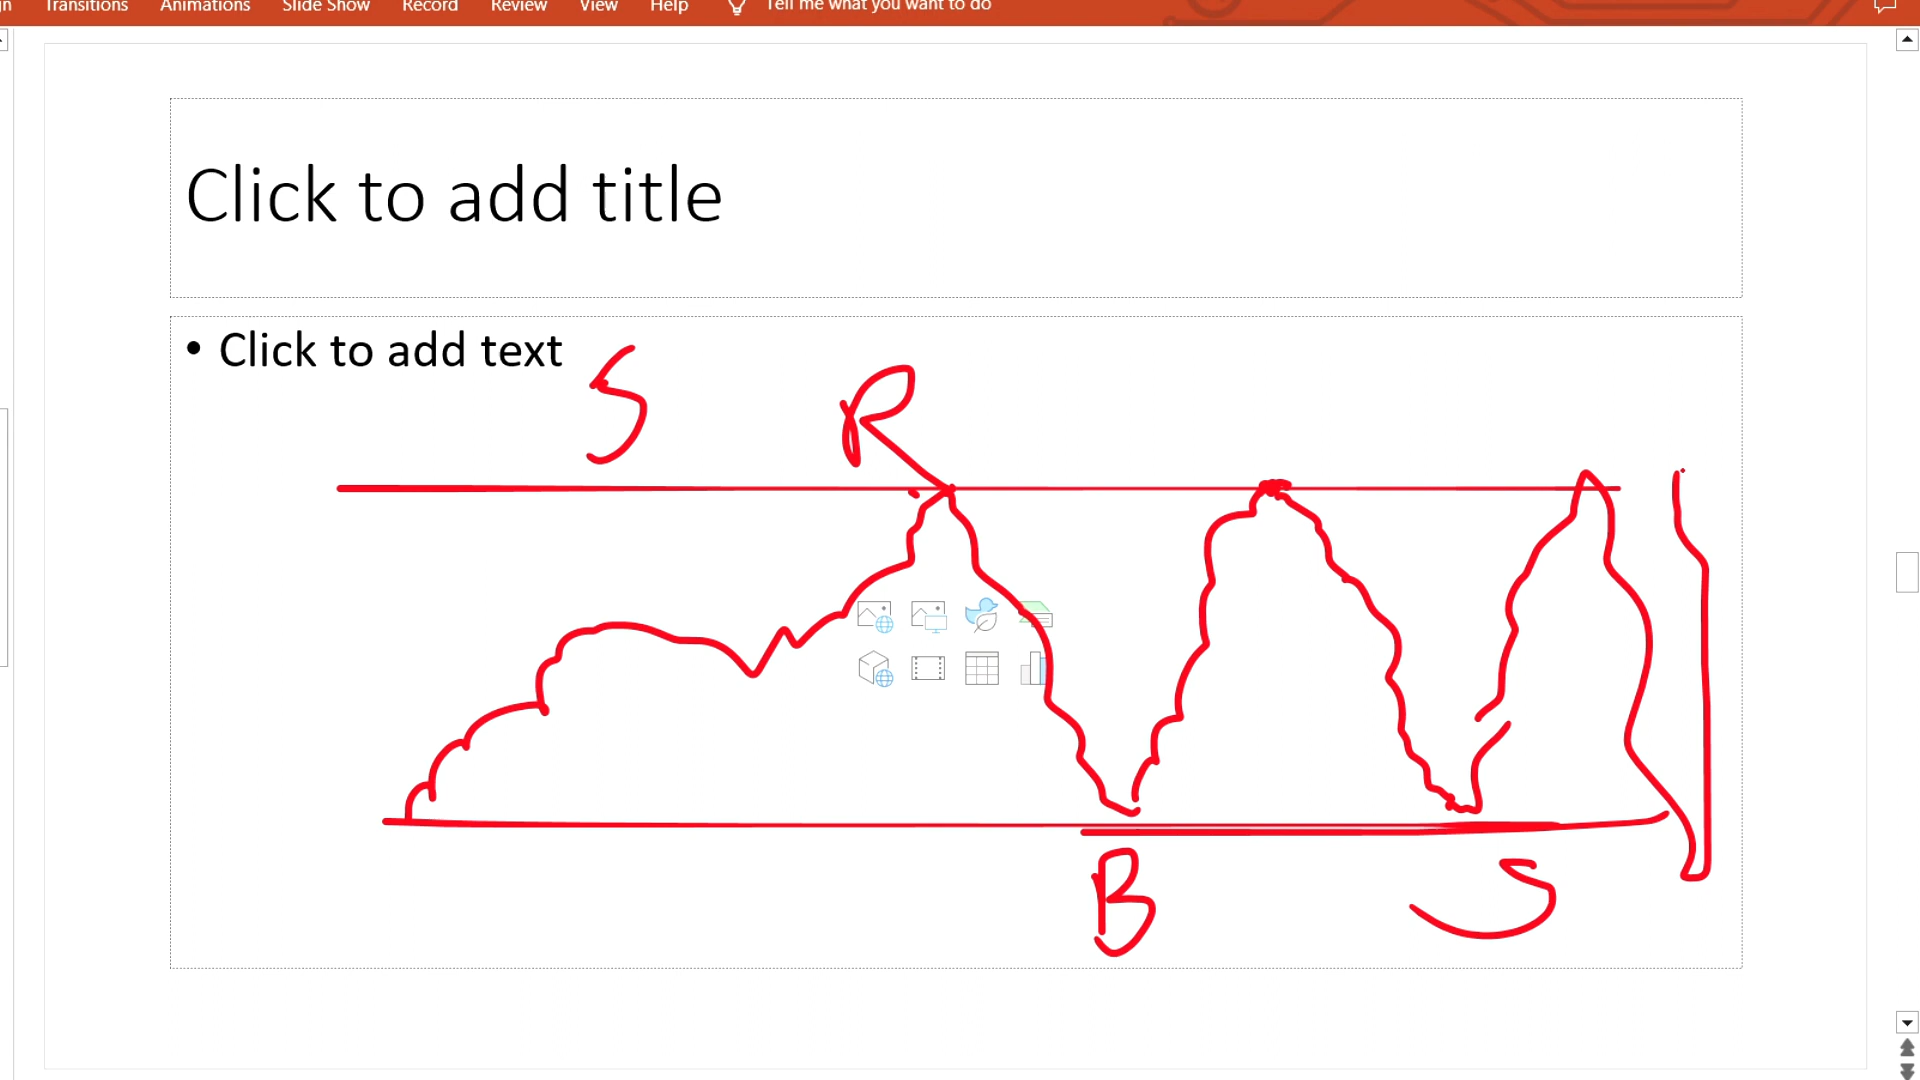 Transitions Animations Slide Show Record Review View Help Tell me what you want to do
Click to add title
• Click to add text
S R
B S